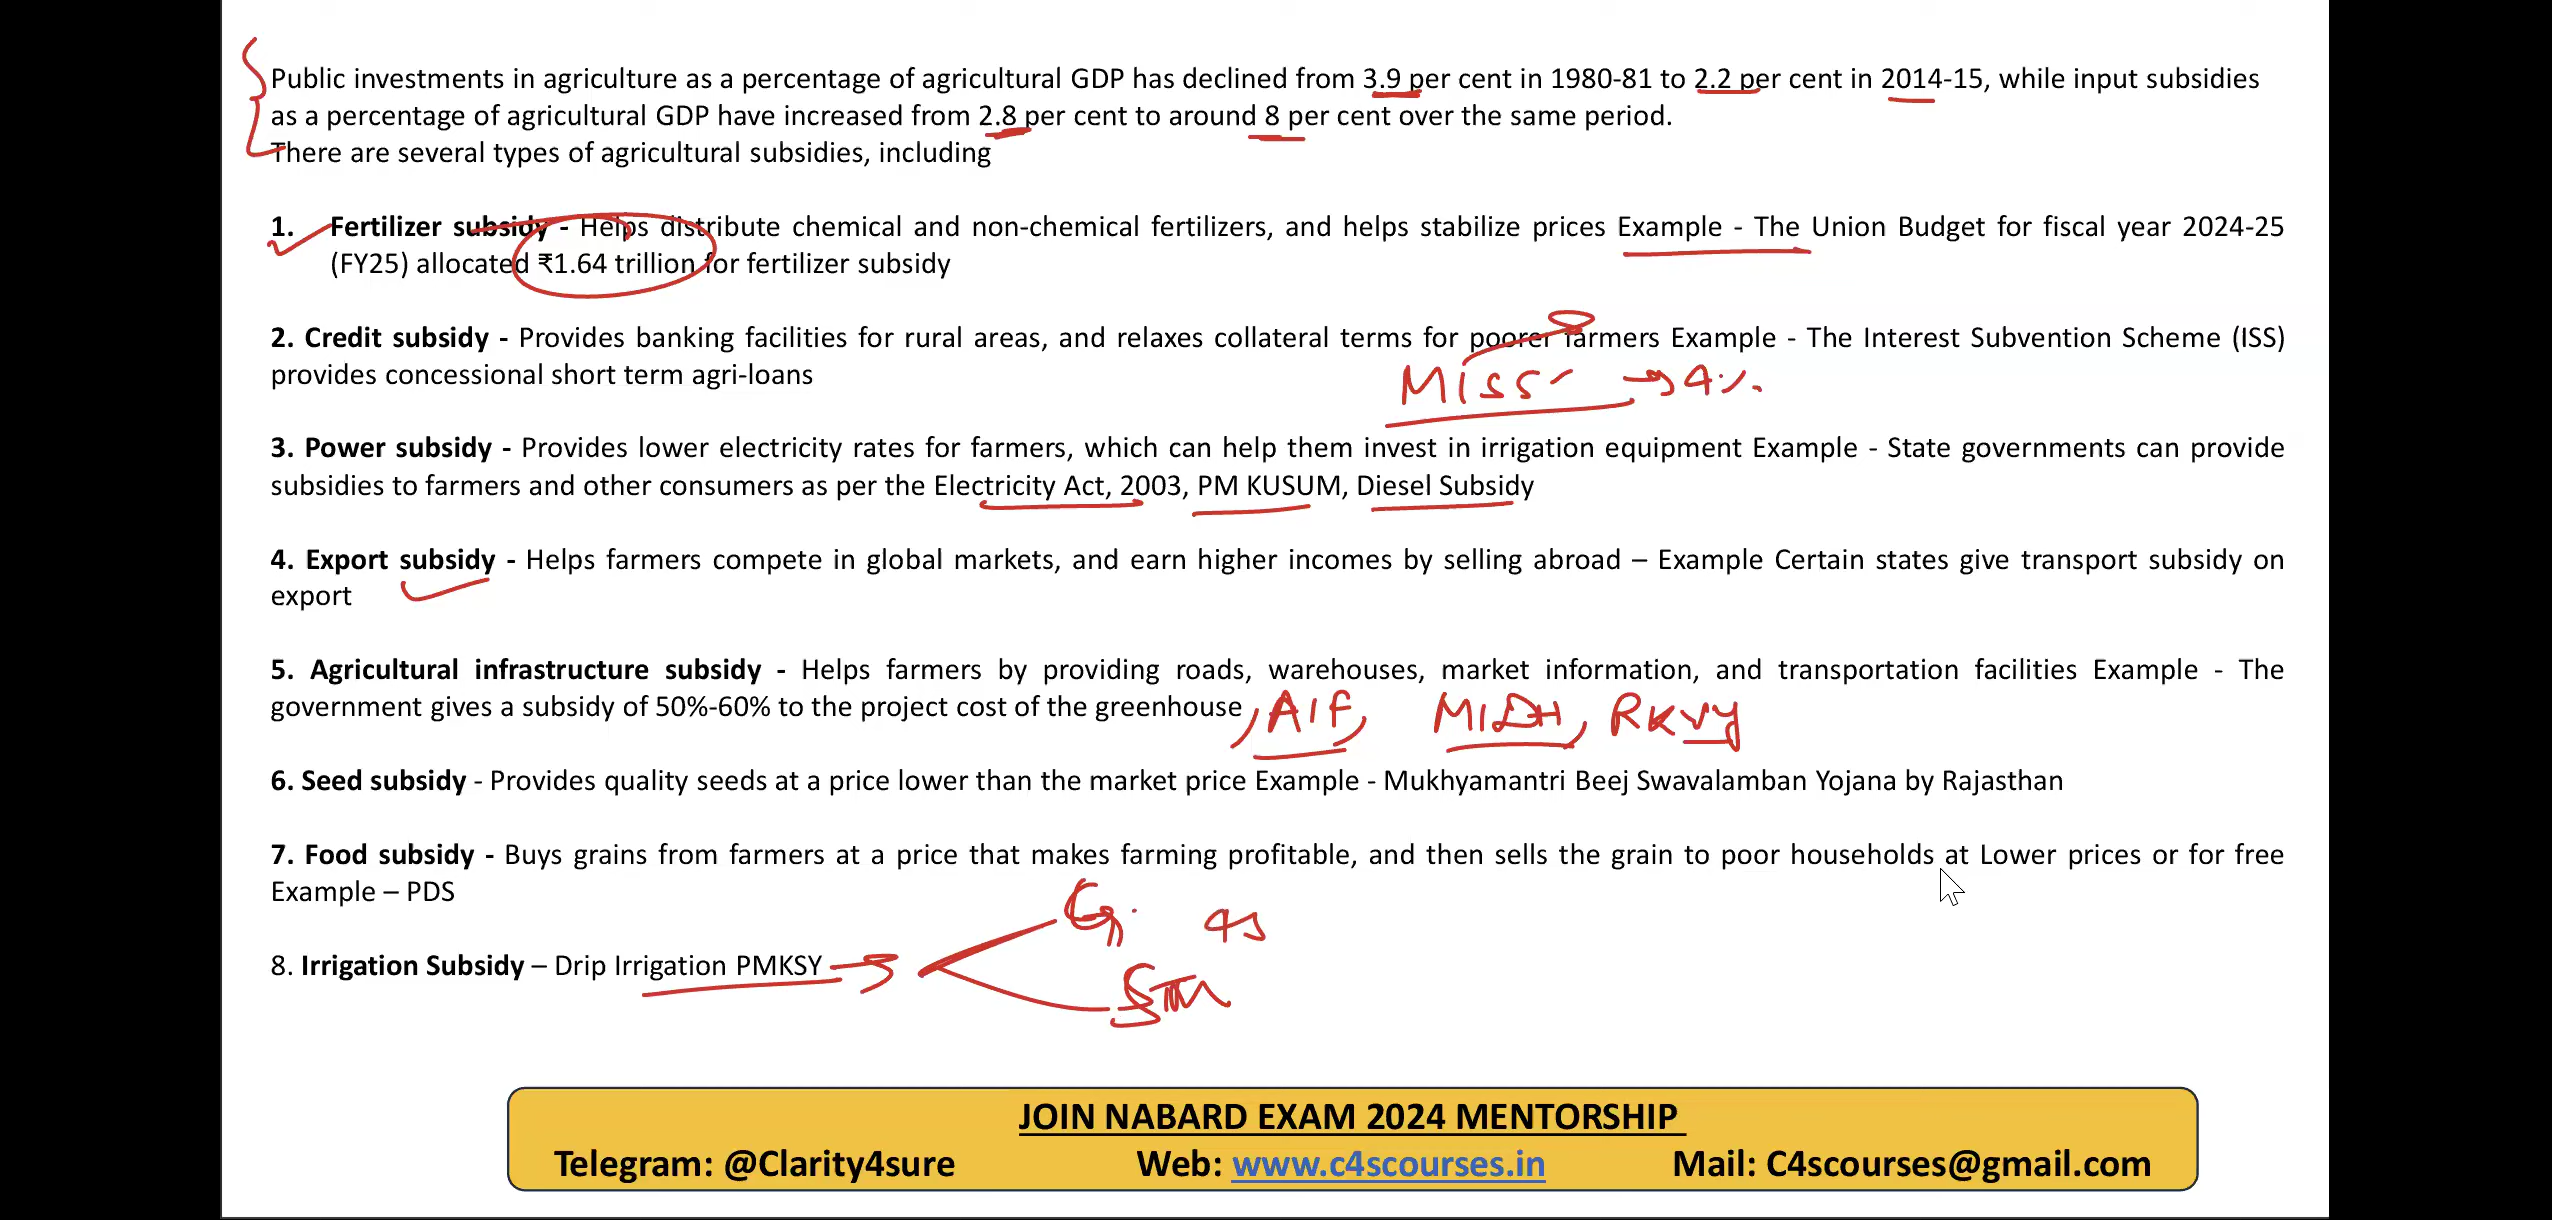 Public investments in agriculture as a percentage of agricultural GDP has declined from 3.9 per cent in 1980-81 to 2.2 per cent in 2014-15, while input subsidies
as a percentage of agricultural GDP have increased from 2.8 per cent to around 8 per cent over the same period.
There are several types of agricultural subsidies, including
1. Fertilizer subsidy - Helps distribute chemical and non-chemical fertilizers, and helps stabilize prices Example - The Union Budget for fiscal year 2024-25
(FY25) allocated ₹1.64 trillion for fertilizer subsidy
2. Credit subsidy - Provides banking facilities for rural areas, and relaxes collateral terms for poorer farmers Example - The Interest Subvention Scheme (ISS)
provides concessional short term agri-loans
MISS → 4%
3. Power subsidy - Provides lower electricity rates for farmers, which can help them invest in irrigation equipment Example - State governments can provide
subsidies to farmers and other consumers as per the Electricity Act, 2003, PM KUSUM, Diesel Subsidy
4. Export subsidy - Helps farmers compete in global markets, and earn higher incomes by selling abroad – Example Certain states give transport subsidy on
export
5. Agricultural infrastructure subsidy - Helps farmers by providing roads, warehouses, market information, and transportation facilities Example - The
government gives a subsidy of 50%-60% to the project cost of the greenhouse , AIF, MIDH, RKVY
6. Seed subsidy - Provides quality seeds at a price lower than the market price Example - Mukhyamantri Beej Swavalamban Yojana by Rajasthan
7. Food subsidy - Buys grains from farmers at a price that makes farming profitable, and then sells the grain to poor households at Lower prices or for free
Example – PDS
8. Irrigation Subsidy – Drip Irrigation PMKSY →
JOIN NABARD EXAM 2024 MENTORSHIP
Telegram: @Clarity4sure Web: www.c4scourses.in Mail: C4scourses@gmail.com